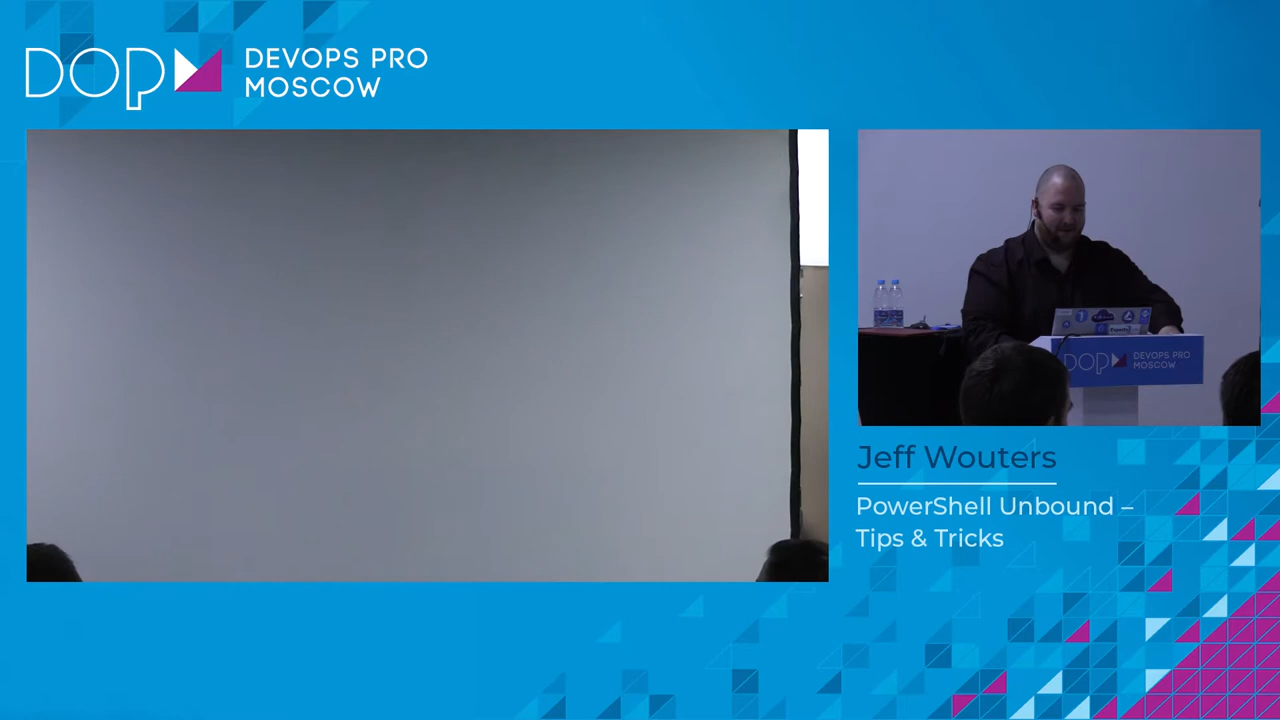 DOP DEVOPS PRO
MOSCOW
DOP DEVOPS PRO
MOSCOW
Jeff Wouters
PowerShell Unbound –
Tips & Tricks